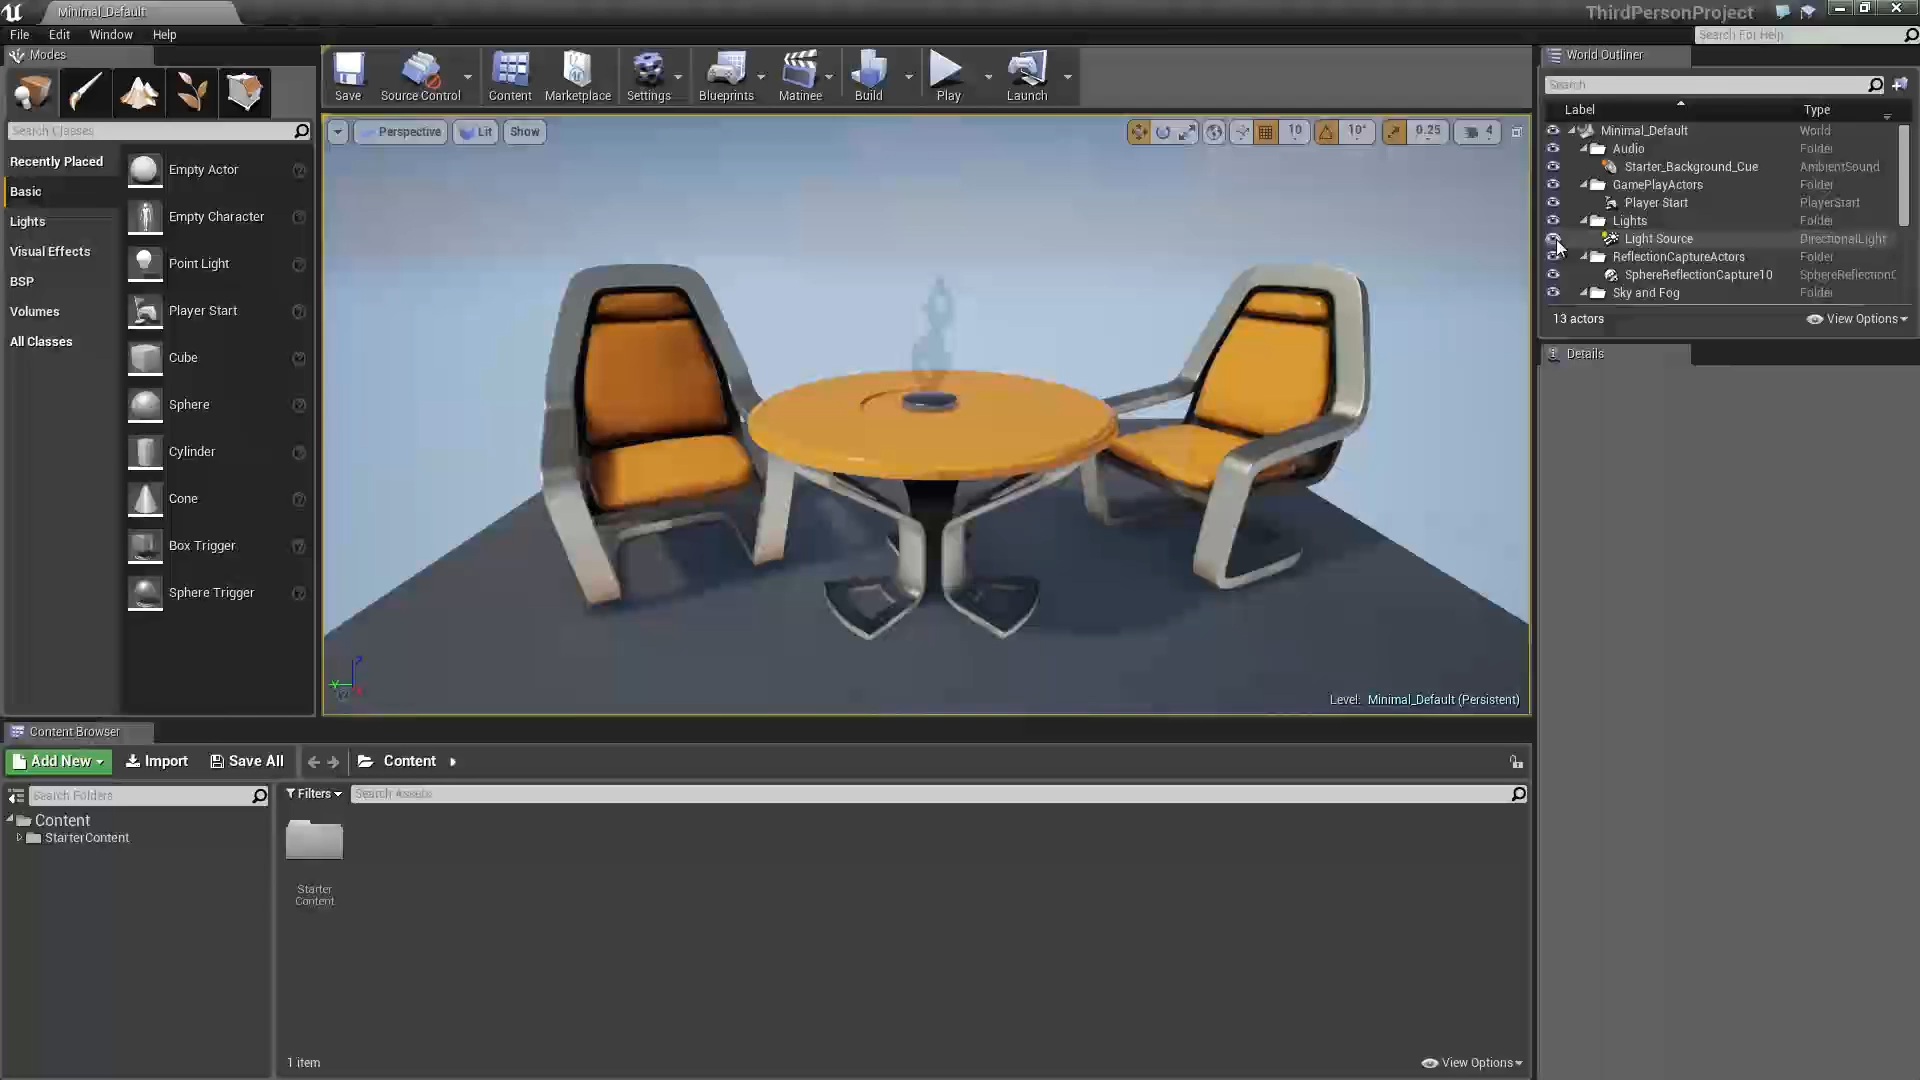 Minimal_Default
ThirdPersonProject
File Edit Window Help
Search For Help
Modes
Search Classes
Recently Placed
Basic
Lights
Visual Effects
BSP
Volumes
All Classes
Empty Actor
Empty Character
Point Light
Player Start
Cube
Sphere
Cylinder
Cone
Box Trigger
Sphere Trigger
Save
Source Control
Content
Marketplace
Settings
Blueprints
Matinee
Build
Play
Launch
Perspective Lit Show
10 10° 0.25 4
Level: Minimal_Default (Persistent)
World Outliner
Search
Label Type
Minimal_Default World
Audio Folder
Starter_Background_Cue AmbientSound
GamePlayActors Folder
Player Start PlayerStart
Lights Folder
Light Source DirectionalLight
ReflectionCaptureActors Folder
SphereReflectionCapture10 SphereReflectionC
Sky and Fog Folder
13 actors View Options
Details
Content Browser
Add New Import Save All Content
Search Folders
Content
StarterContent
Filters Search Assets
Starter
Content
1 item View Options